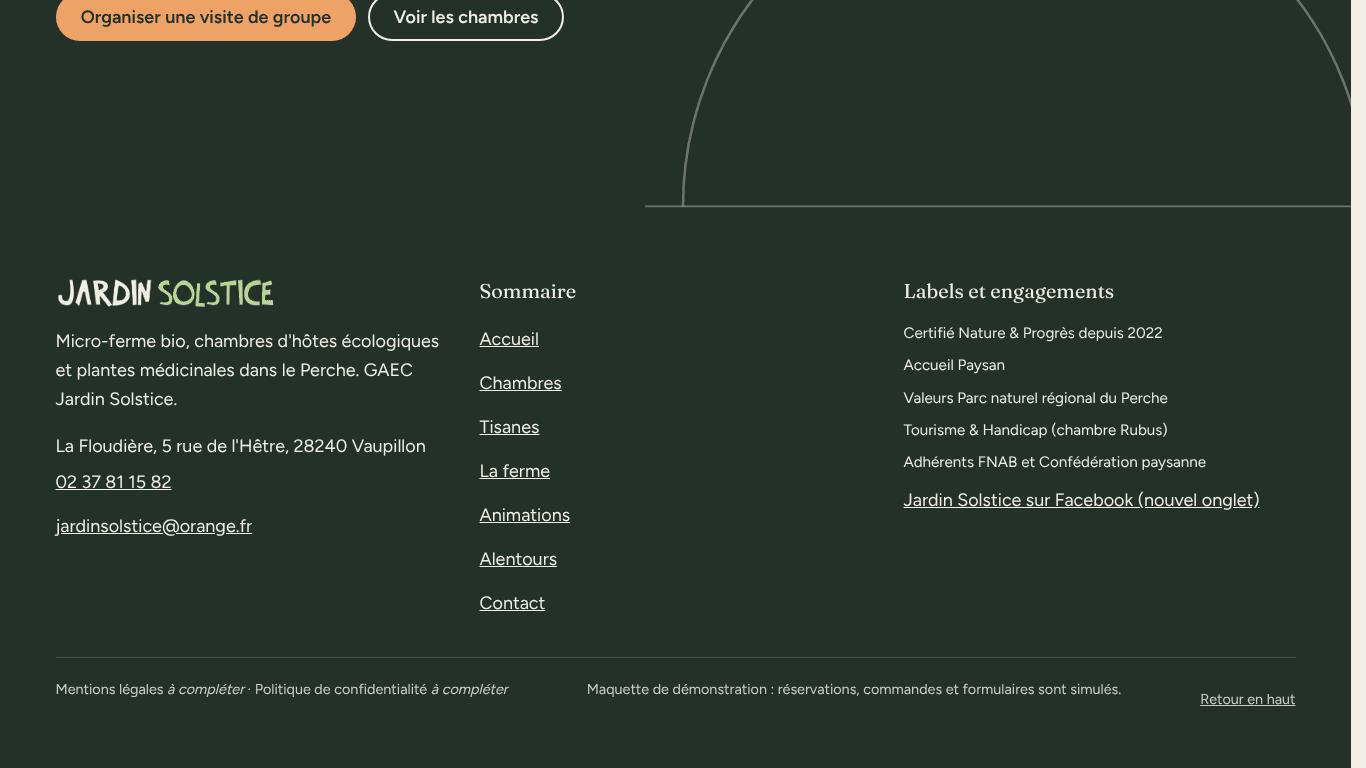 Organiser une visite de groupe
Voir les chambres
JARDIN SOLSTICE
Micro-ferme bio, chambres d'hôtes écologiques
et plantes médicinales dans le Perche. GAEC
Jardin Solstice.
La Floudière, 5 rue de l'Hêtre, 28240 Vaupillon
02 37 81 15 82
jardinsolstice@orange.fr
Sommaire
Accueil
Chambres
Tisanes
La ferme
Animations
Alentours
Contact
Labels et engagements
Certifié Nature & Progrès depuis 2022
Accueil Paysan
Valeurs Parc naturel régional du Perche
Tourisme & Handicap (chambre Rubus)
Adhérents FNAB et Confédération paysanne
Jardin Solstice sur Facebook (nouvel onglet)
Mentions légales à compléter · Politique de confidentialité à compléter
Maquette de démonstration : réservations, commandes et formulaires sont simulés.
Retour en haut